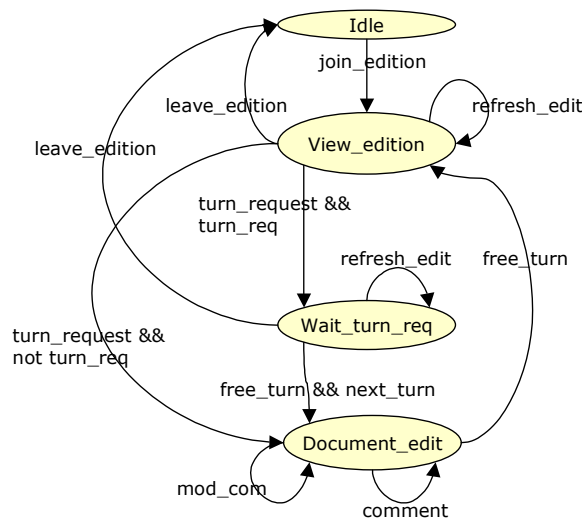 Idle
join_edition
refresh_edit
leave_edition
View_edition
leave_edition
turn_request &&
turn_req
refresh_edit
free_turn
Wait_turn_req
turn_request &&
not turn_req
free_turn && next_turn
Document_edit
mod_com
comment